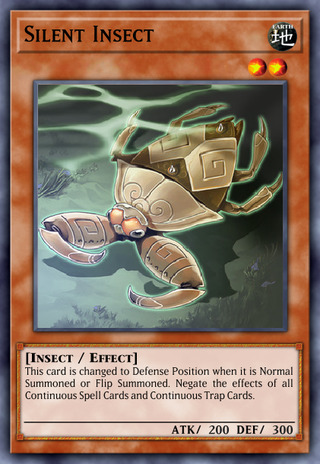 Silent Insect
EARTH
地
[Insect / Effect]
This card is changed to Defense Position when it is Normal
Summoned or Flip Summoned. Negate the effects of all
Continuous Spell Cards and Continuous Trap Cards.
ATK/ 200 DEF/ 300